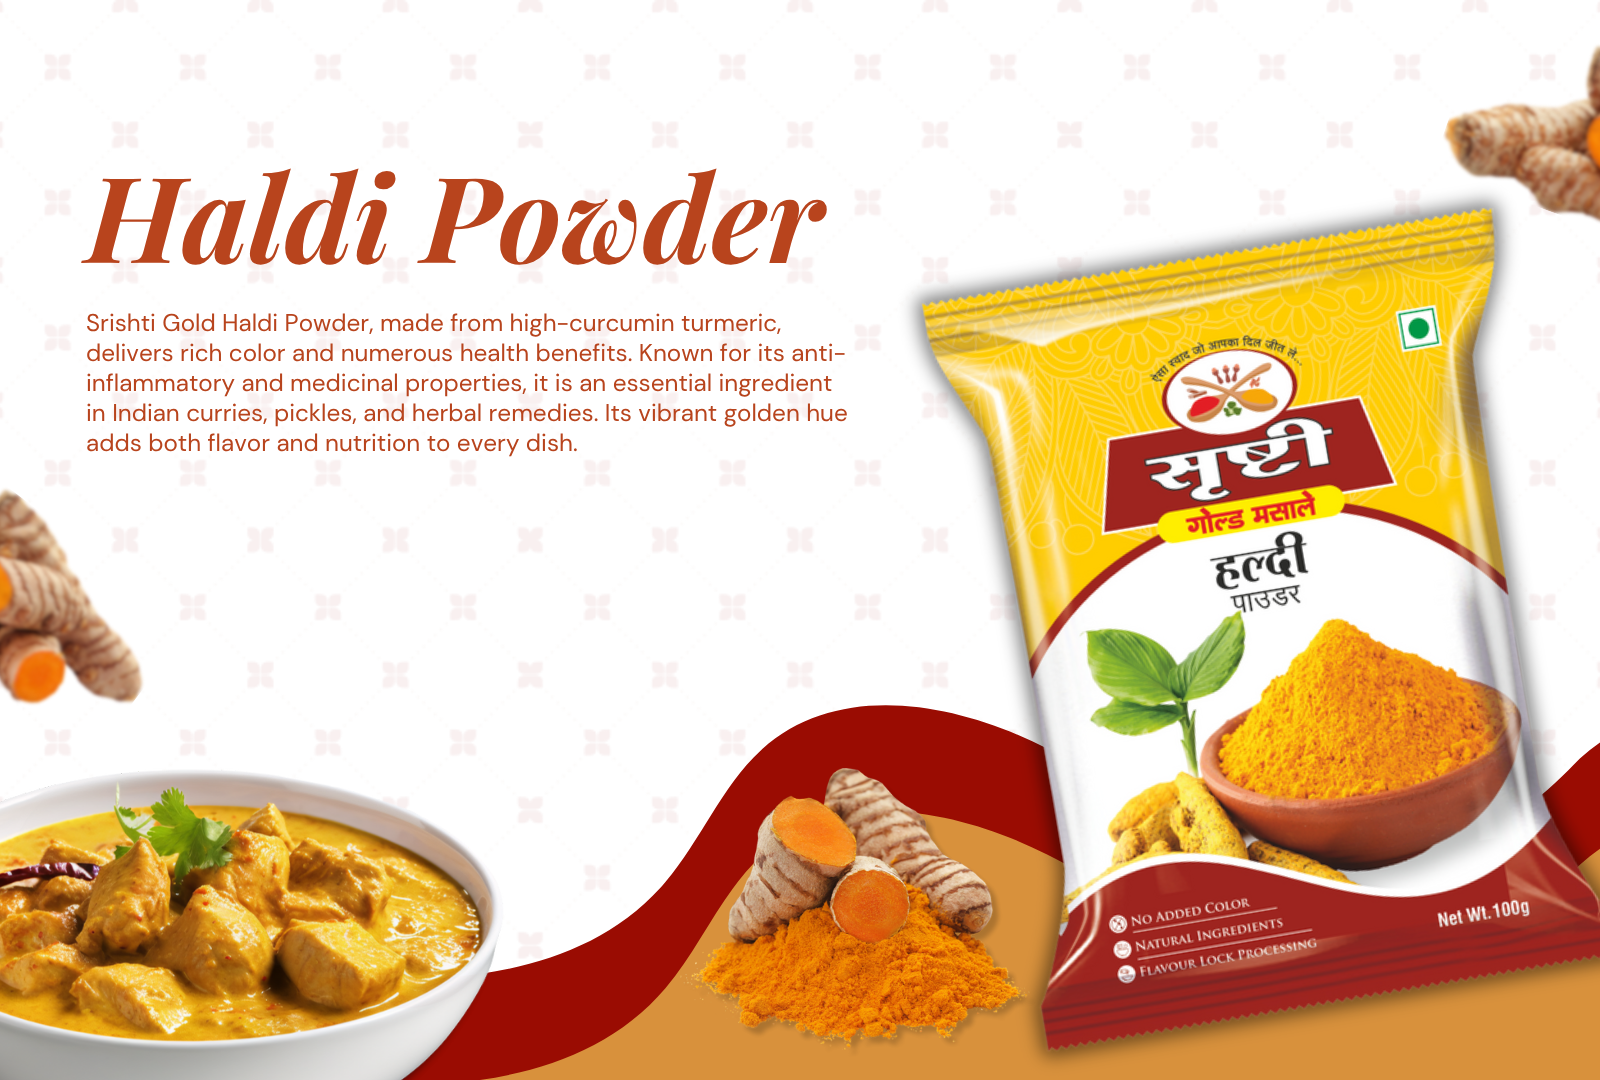 Haldi Powder
Srishti Gold Haldi Powder, made from high-curcumin turmeric,
delivers rich color and numerous health benefits. Known for its anti-
inflammatory and medicinal properties, it is an essential ingredient
in Indian curries, pickles, and herbal remedies. Its vibrant golden hue
adds both flavor and nutrition to every dish.
ऐसा स्वाद जो आपका दिल जीत ले...
सृष्टी
गोल्ड मसाले
हल्दी
पाउडर
No Added Color
Natural Ingredients
Flavour Lock Processing
Net Wt. 100g